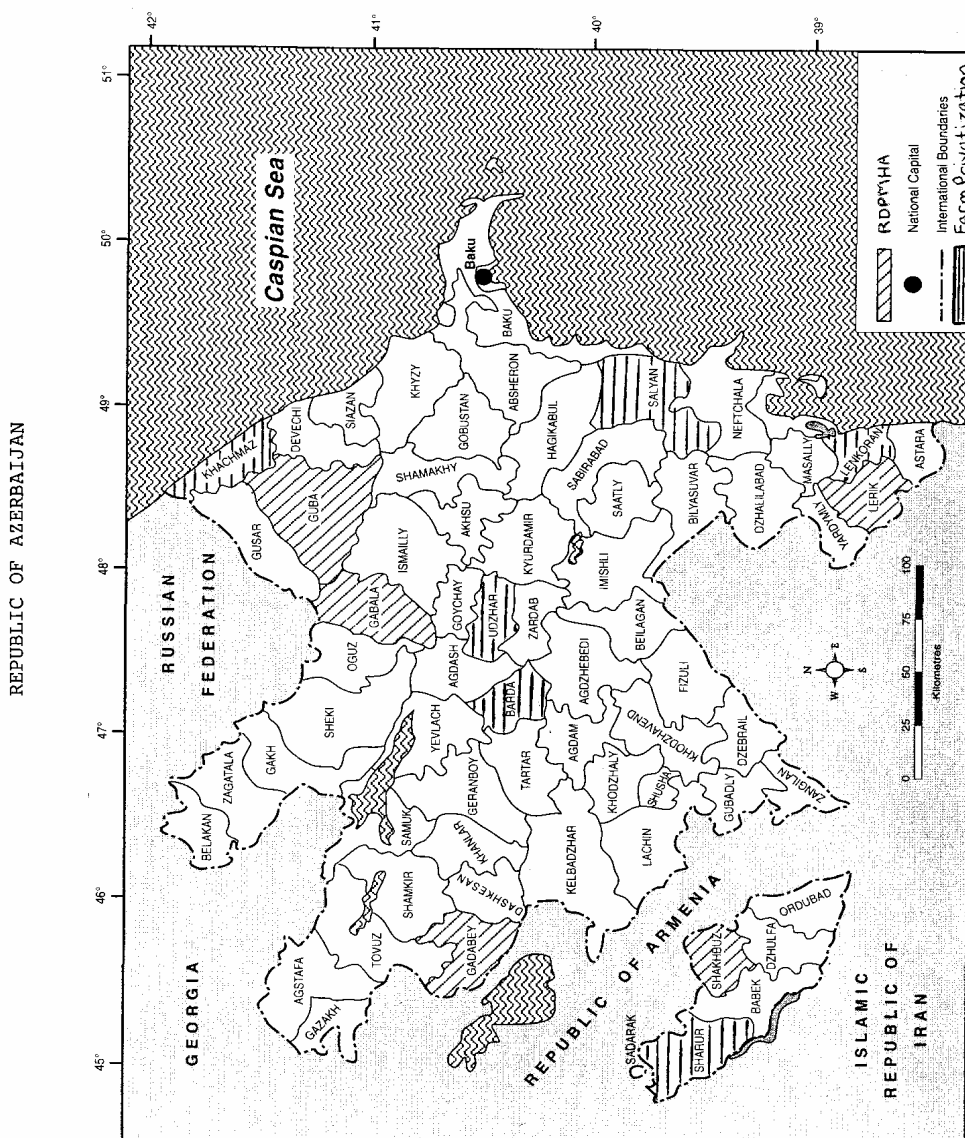 REPUBLIC OF AZERBAIJAN
42°
41°
40°
39°
51°
50°
49°
48°
47°
46°
45°
Caspian Sea
RUSSIAN
FEDERATION
GEORGIA
REPUBLIC OF ARMENIA
ISLAMIC
REPUBLIC OF
IRAN
BELAKAN
ZAGATALA
GAKH
SHEKI
OGUZ
GABALA
GUSAR
GUBA
KHACHMAZ
DEVECHI
SIAZAN
KHYZY
ISMAILLY
SHAMAKHY
GOBUSTAN
ABSHERON
BAKU
Baku
AGSTAFA
GAZAKH
TOVUZ
SHAMKIR
SAMUK
GADABEY
DASHKESAN
KHANLAR
GERANBOY
YEVLACH
AGDASH
GOYCHAY
AKHSU
UDZHAR
KYURDAMIR
ZARDAB
BARDA
TARTAR
HAGIKABUL
SABIRABAD
SAATLY
SALYAN
IMISHLI
AGDZHEBEDI
BEILAGAN
AGDAM
KELBADZHAR
KHODZHALY
SHUSHA
KHODZHAVEND
FIZULI
LACHIN
GUBADLY
DZEBRAIL
ZANGILAN
BILYASUVAR
NEFTCHALA
DZHALILABAD
MASALLY
YARDYMLY
LENKORAN
LERIK
ASTARA
SADARAK
SHARUR
SHAKHBUZ
BABEK
DZHULFA
ORDUBAD
N
W E
S
0 25 50 75 100
Kilometres
RDPMHA
National Capital
International Boundaries
Farm Privatization